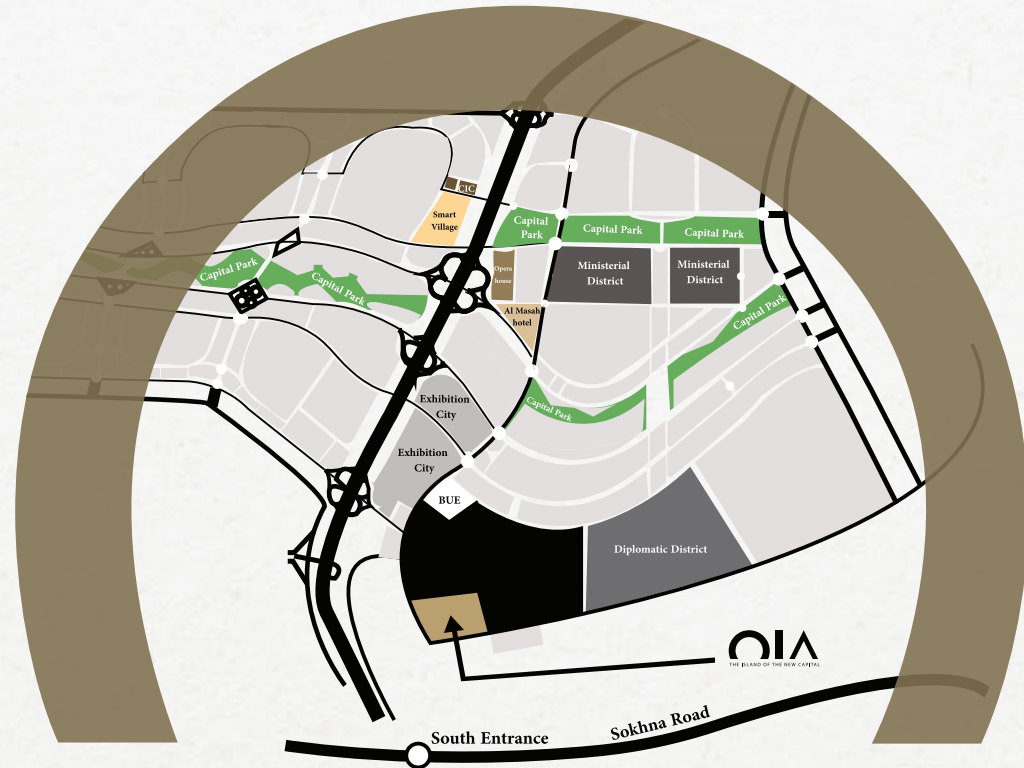 CIC
Smart
Village
Capital
Park
Capital Park
Capital Park
Capital Park
Capital Park
Opera
house
Ministerial
District
Ministerial
District
Al Masah
hotel
Capital Park
Capital Park
Exhibition
City
Exhibition
City
BUE
Diplomatic District
OIA
THE ISLAND OF THE NEW CAPITAL
Sokhna Road
South Entrance